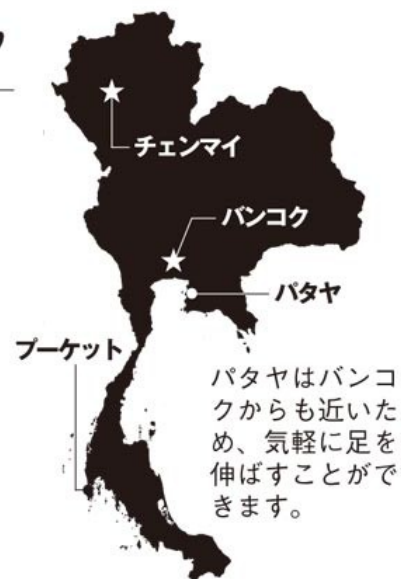 チェンマイ
バンコク
パタヤ
プーケット
パタヤはバンコ
クからも近いた
め、気軽に足を
伸ばすことがで
きます。